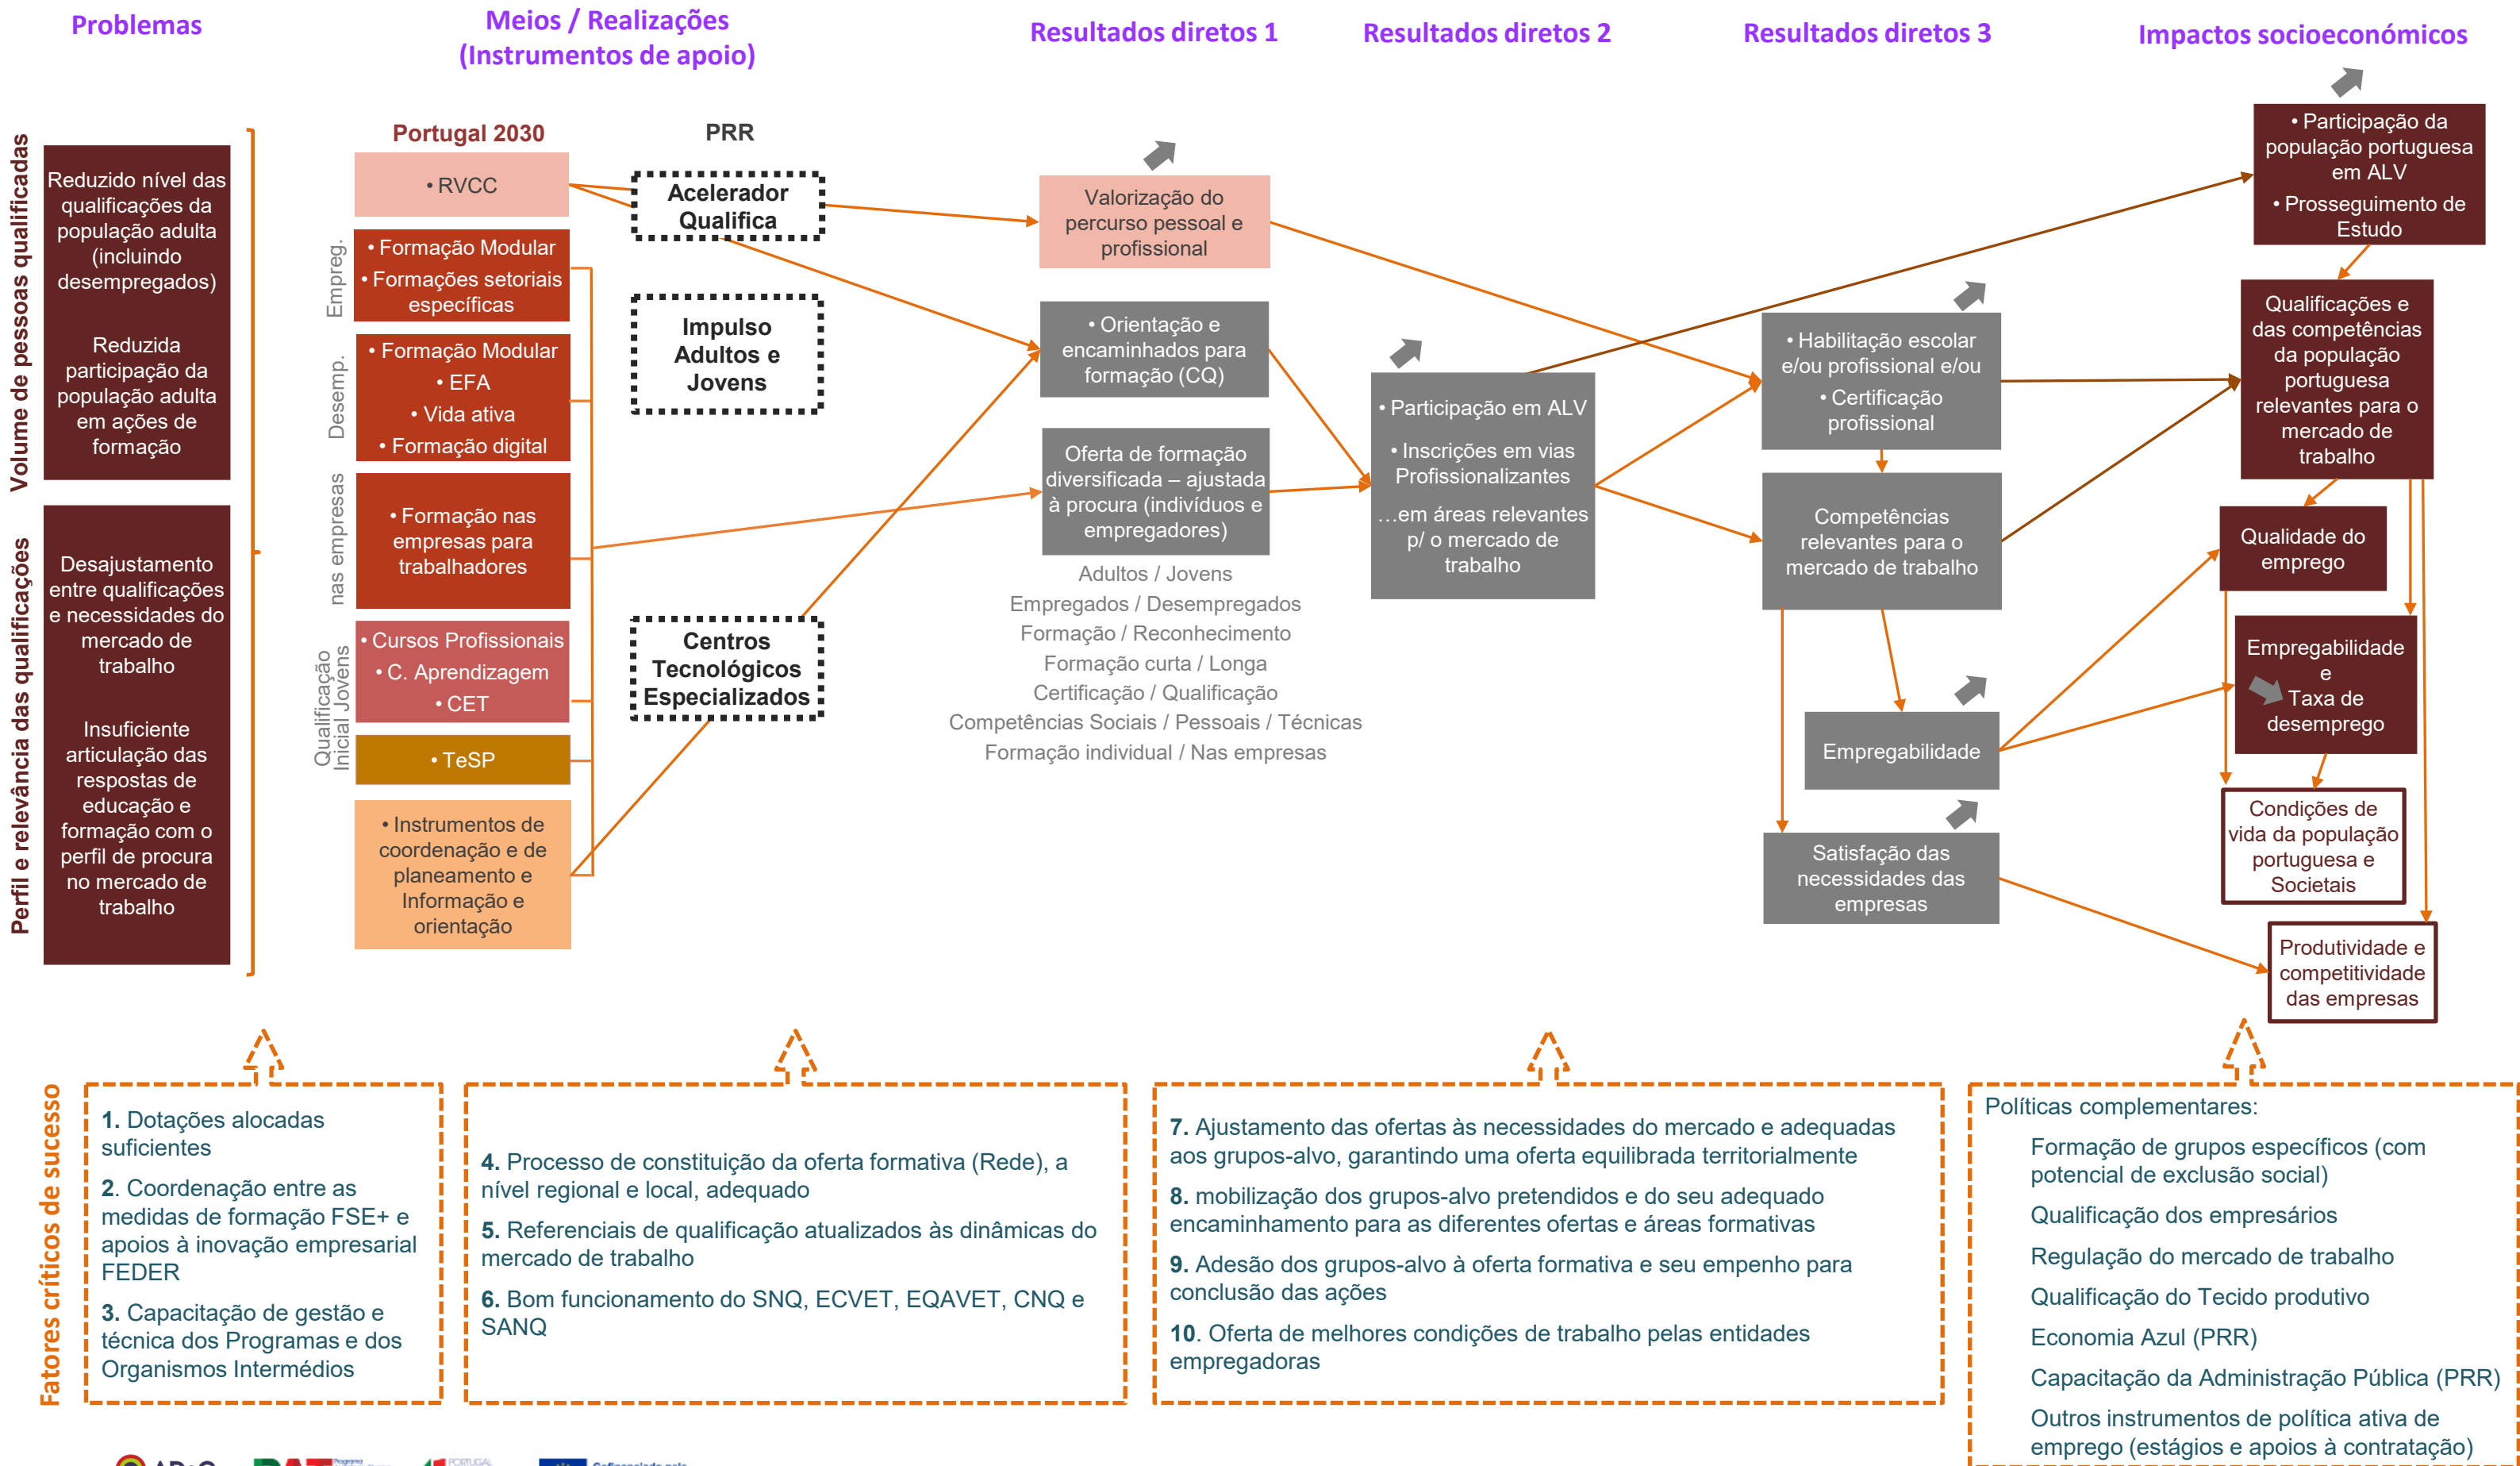 Problemas
Meios / Realizações
(Instrumentos de apoio)
Resultados diretos 1
Resultados diretos 2
Resultados diretos 3
Impactos socioeconómicos
Volume de pessoas qualificadas
Reduzido nível das
qualificações da
população adulta
(incluindo
desempregados)
Reduzida
participação da
população adulta
em ações de
formação
Perfil e relevância das qualificações
Desajustamento
entre qualificações
e necessidades do
mercado de
trabalho
Insuficiente
articulação das
respostas de
educação e
formação com o
perfil de procura
no mercado de
trabalho
Portugal 2030
• RVCC
Empreg.
• Formação Modular
• Formações setoriais
específicas
Desemp.
• Formação Modular
• EFA
• Vida ativa
• Formação digital
nas empresas
• Formação nas
empresas para
trabalhadores
Qualificação
Inicial Jovens
• Cursos Profissionais
• C. Aprendizagem
• CET
• TeSP
• Instrumentos de
coordenação e de
planeamento e
Informação e
orientação
PRR
Acelerador
Qualifica
Impulso
Adultos e
Jovens
Centros
Tecnológicos
Especializados
Valorização do
percurso pessoal e
profissional
• Orientação e
encaminhados para
formação (CQ)
Oferta de formação
diversificada – ajustada
à procura (indivíduos e
empregadores)
Adultos / Jovens
Empregados / Desempregados
Formação / Reconhecimento
Formação curta / Longa
Certificação / Qualificação
Competências Sociais / Pessoais / Técnicas
Formação individual / Nas empresas
• Participação em ALV
• Inscrições em vias
Profissionalizantes
…em áreas relevantes
p/ o mercado de
trabalho
• Habilitação escolar
e/ou profissional e/ou
• Certificação
profissional
Competências
relevantes para o
mercado de trabalho
Empregabilidade
Satisfação das
necessidades das
empresas
• Participação da
população portuguesa
em ALV
• Prosseguimento de
Estudo
Qualificações e
das competências
da população
portuguesa
relevantes para o
mercado de
trabalho
Qualidade do
emprego
Empregabilidade
e
Taxa de
desemprego
Condições de
vida da população
portuguesa e
Societais
Produtividade e
competitividade
das empresas
Fatores críticos de sucesso
1. Dotações alocadas
suficientes
2. Coordenação entre as
medidas de formação FSE+ e
apoios à inovação empresarial
FEDER
3. Capacitação de gestão e
técnica dos Programas e dos
Organismos Intermédios
4. Processo de constituição da oferta formativa (Rede), a
nível regional e local, adequado
5. Referenciais de qualificação atualizados às dinâmicas do
mercado de trabalho
6. Bom funcionamento do SNQ, ECVET, EQAVET, CNQ e
SANQ
7. Ajustamento das ofertas às necessidades do mercado e adequadas
aos grupos-alvo, garantindo uma oferta equilibrada territorialmente
8. mobilização dos grupos-alvo pretendidos e do seu adequado
encaminhamento para as diferentes ofertas e áreas formativas
9. Adesão dos grupos-alvo à oferta formativa e seu empenho para
conclusão das ações
10. Oferta de melhores condições de trabalho pelas entidades
empregadoras
Políticas complementares:
Formação de grupos específicos (com
potencial de exclusão social)
Qualificação dos empresários
Regulação do mercado de trabalho
Qualificação do Tecido produtivo
Economia Azul (PRR)
Capacitação da Administração Pública (PRR)
Outros instrumentos de política ativa de
emprego (estágios e apoios à contratação)